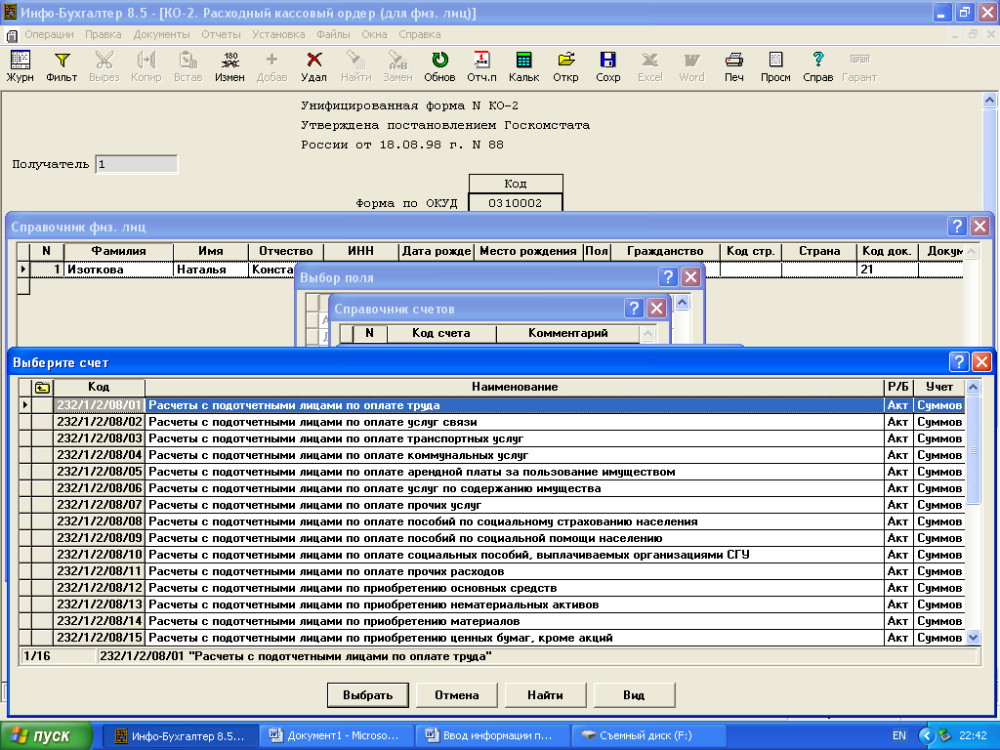 Инфо-Бухгалтер 8.5 - [КО-2. Расходный кассовый ордер (для физ. лиц)]
Операции Правка Документы Отчеты Установка Файлы Окна Справка
Журн Фильт Вырез Копир Встав Измен Добав Удал Найти Замен Обнов Отч.п Кальк Откр Сохр Excel Word Печ Просм Справ Гарант
Унифицированная форма N КО-2
Утверждена постановлением Госкомстата
России от 18.08.98 г. N 88
Получатель 1
Код
Форма по ОКУД 0310002
Справочник физ. лиц
N Фамилия Имя Отчество ИНН Дата рожде Место рождения Пол Гражданство Код стр. Страна Код док. Докум
1 Изоткова Наталья Конста 21
Выбор поля
Справочник счетов
N Код счета Комментарий
Выберите счет
Код Наименование Р/Б Учет
232/1/2/08/01 Расчеты с подотчетными лицами по оплате труда Акт Суммов
232/1/2/08/02 Расчеты с подотчетными лицами по оплате услуг связи Акт Суммов
232/1/2/08/03 Расчеты с подотчетными лицами по оплате транспортных услуг Акт Суммов
232/1/2/08/04 Расчеты с подотчетными лицами по оплате коммунальных услуг Акт Суммов
232/1/2/08/05 Расчеты с подотчетными лицами по оплате арендной платы за пользование имуществом Акт Суммов
232/1/2/08/06 Расчеты с подотчетными лицами по оплате услуг по содержанию имущества Акт Суммов
232/1/2/08/07 Расчеты с подотчетными лицами по оплате прочих услуг Акт Суммов
232/1/2/08/08 Расчеты с подотчетными лицами по оплате пособий по социальному страхованию населения Акт Суммов
232/1/2/08/09 Расчеты с подотчетными лицами по оплате пособий по социальной помощи населению Акт Суммов
232/1/2/08/10 Расчеты с подотчетными лицами по оплате социальных пособий, выплачиваемых организациями СГУ Акт Суммов
232/1/2/08/11 Расчеты с подотчетными лицами по оплате прочих расходов Акт Суммов
232/1/2/08/12 Расчеты с подотчетными лицами по приобретению основных средств Акт Суммов
232/1/2/08/13 Расчеты с подотчетными лицами по приобретению нематериальных активов Акт Суммов
232/1/2/08/14 Расчеты с подотчетными лицами по приобретению материалов Акт Суммов
232/1/2/08/15 Расчеты с подотчетными лицами по приобретению ценных бумаг, кроме акций Акт Суммов
1/16 232/1/2/08/01 "Расчеты с подотчетными лицами по оплате труда"
Выбрать Отмена Найти Вид
пуск Инфо-Бухгалтер 8.5... Документ1 - Microso... Ввод информации п... Съемный диск (F:) EN 22:42